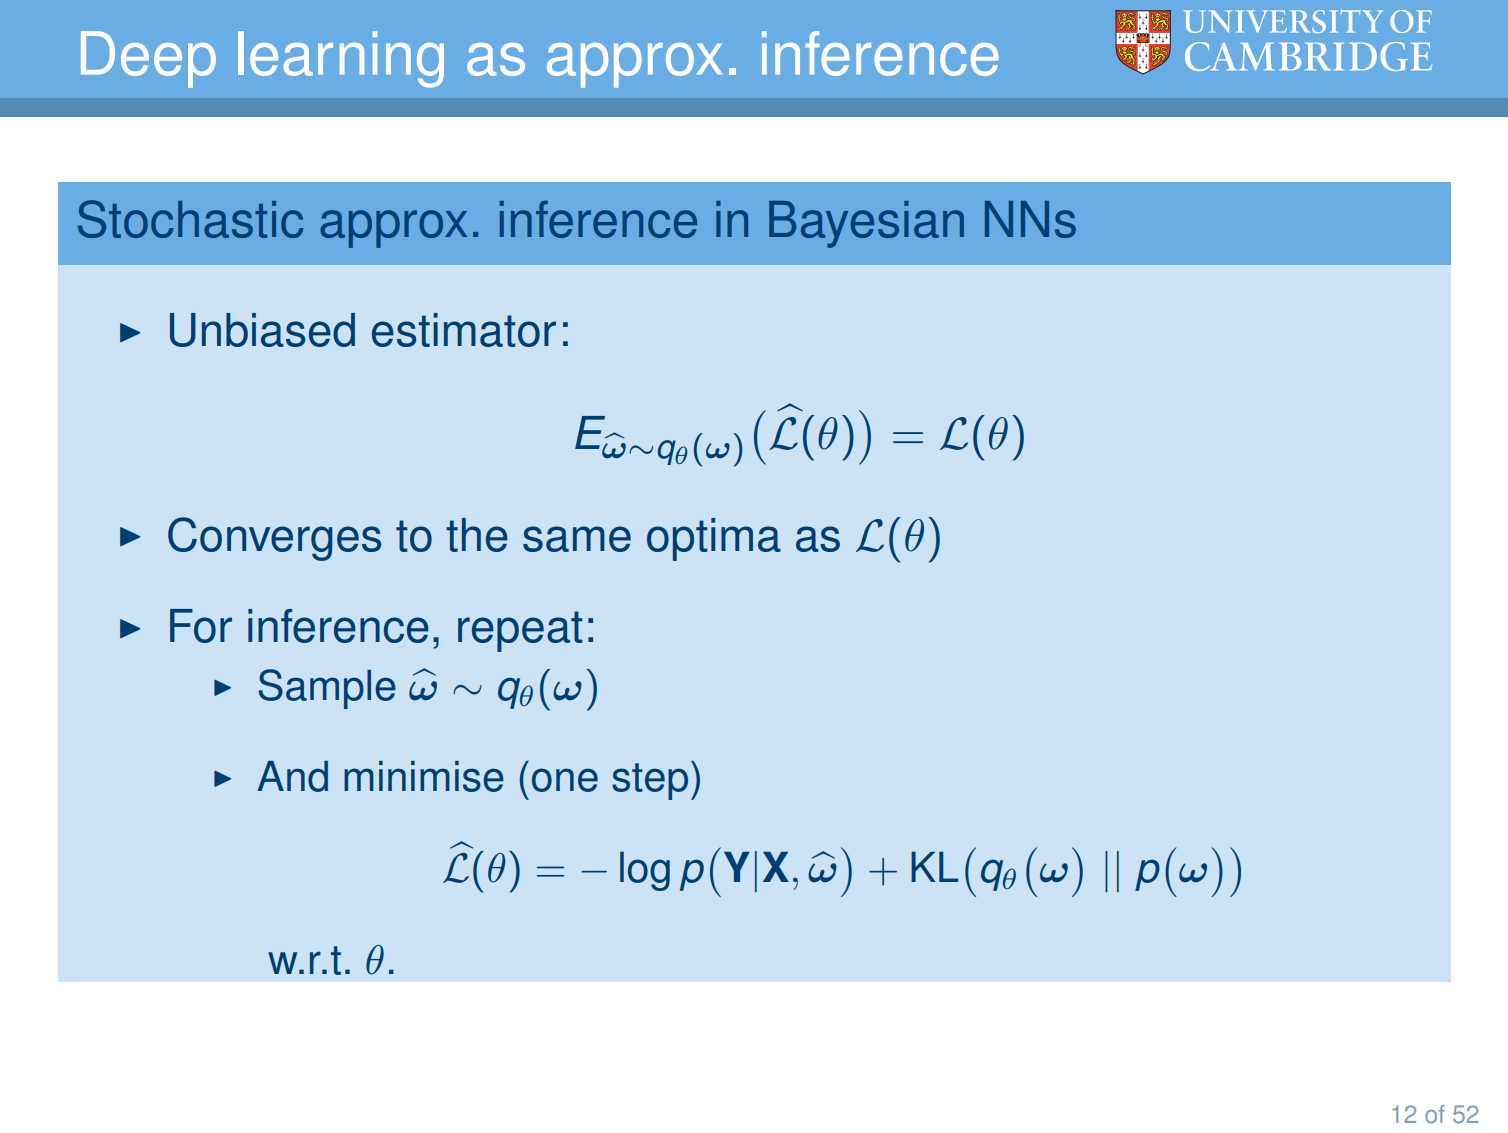 Deep learning as approx. inference
UNIVERSITY OF
CAMBRIDGE
Stochastic approx. inference in Bayesian NNs
▶ Unbiased estimator:
E_{ω̂∼q_θ(ω)}(ℒ̂(θ)) = ℒ(θ)
▶ Converges to the same optima as ℒ(θ)
▶ For inference, repeat:
▶ Sample ω̂ ∼ q_θ(ω)
▶ And minimise (one step)
ℒ̂(θ) = − log p(Y|X, ω̂) + KL(q_θ(ω) || p(ω))
w.r.t. θ.
12 of 52